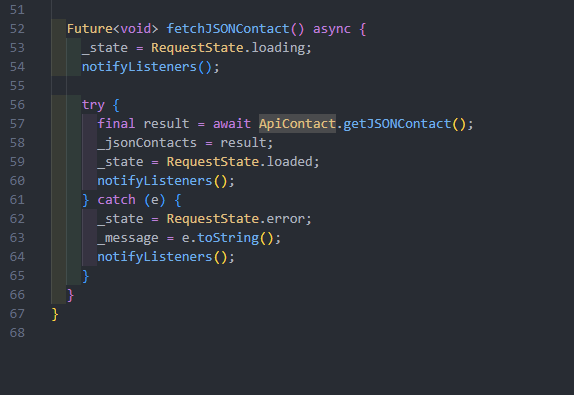 51
52 Future<void> fetchJSONContact() async {
53 _state = RequestState.loading;
54 notifyListeners();
55
56 try {
57 final result = await ApiContact.getJSONContact();
58 _jsonContacts = result;
59 _state = RequestState.loaded;
60 notifyListeners();
61 } catch (e) {
62 _state = RequestState.error;
63 _message = e.toString();
64 notifyListeners();
65 }
66 }
67 }
68